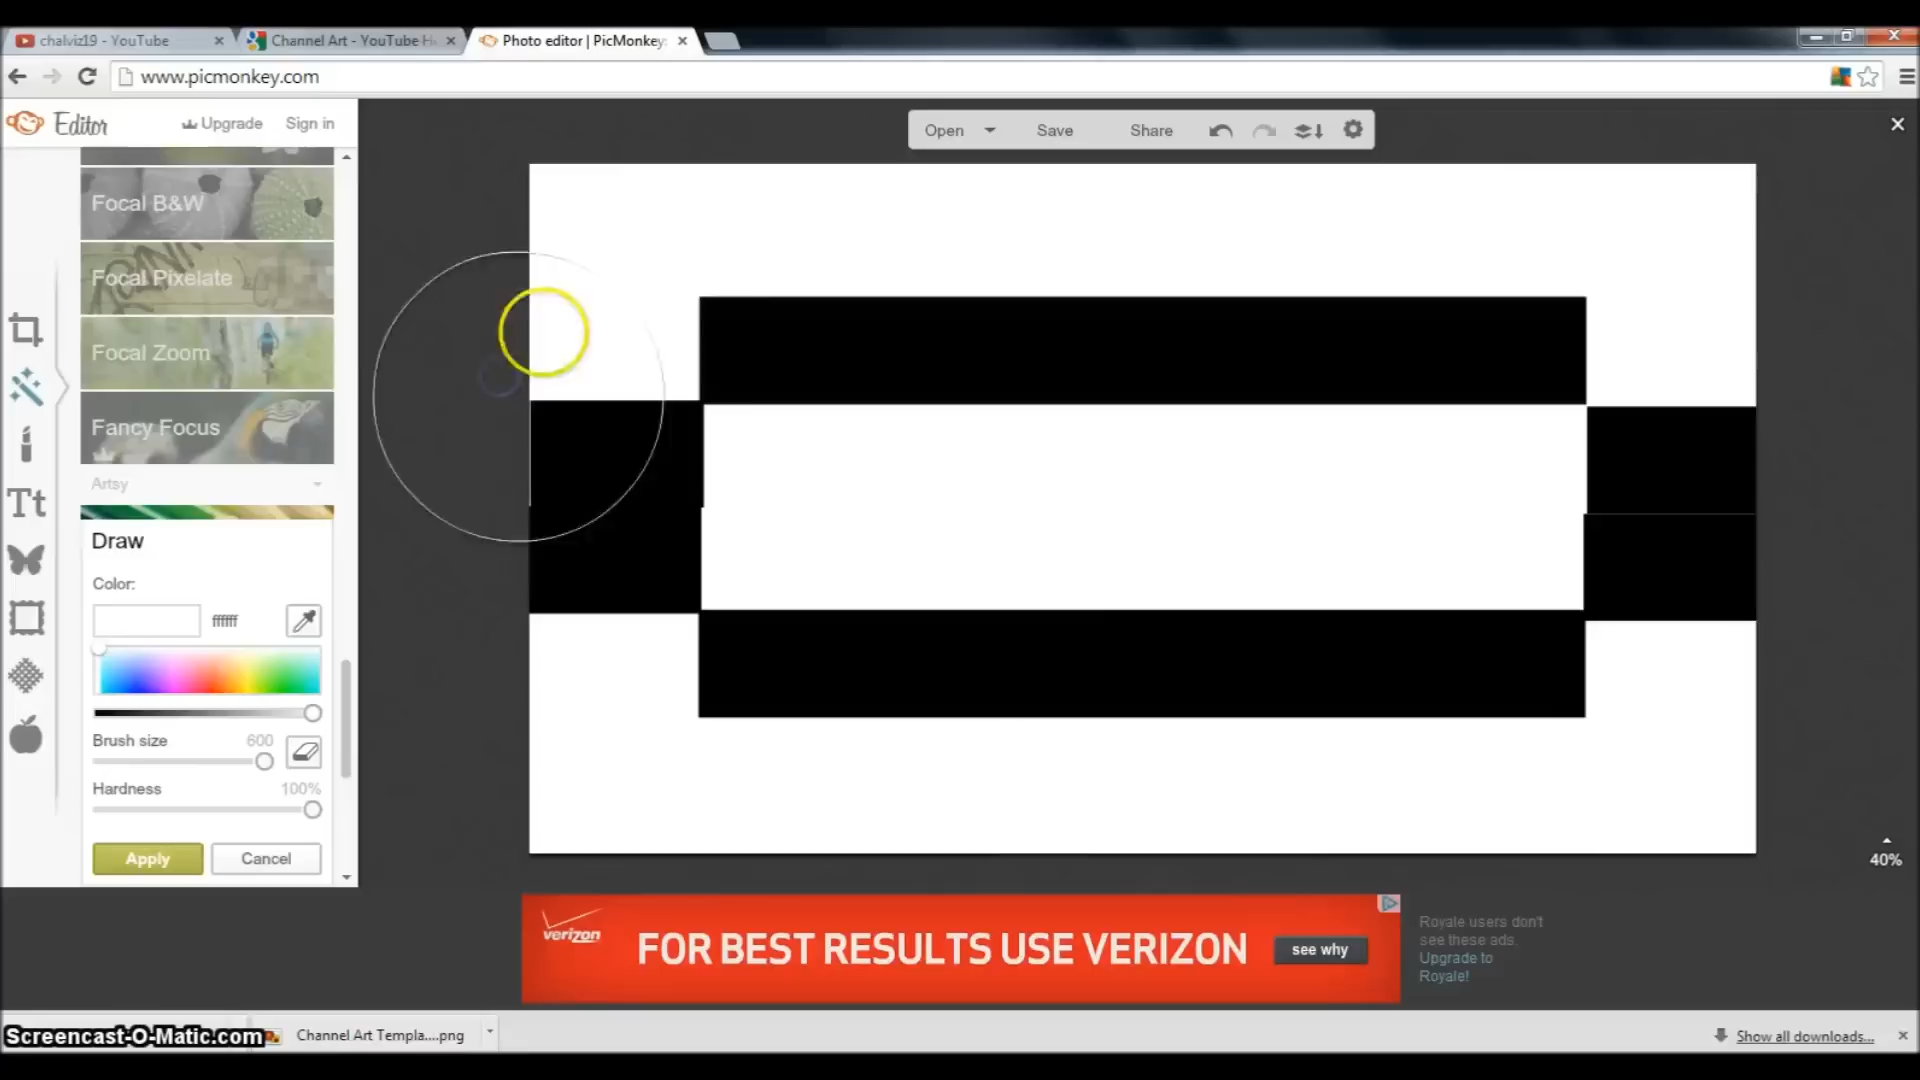 chalviz19 - YouTube
Channel Art - YouTube H
Photo editor | PicMonkey:
www.picmonkey.com
Editor
Upgrade
Sign in
Open
Save
Share
Focal B&W
Focal Pixelate
Focal Zoom
Fancy Focus
Artsy
Draw
Color:
ffffff
Brush size
600
Hardness
100%
Apply
Cancel
Tt
40%
verizon
FOR BEST RESULTS USE VERIZON
see why
Royale users don't
see these ads.
Upgrade to
Royale!
Screencast-O-Matic.com
Channel Art Templa....png
Show all downloads...